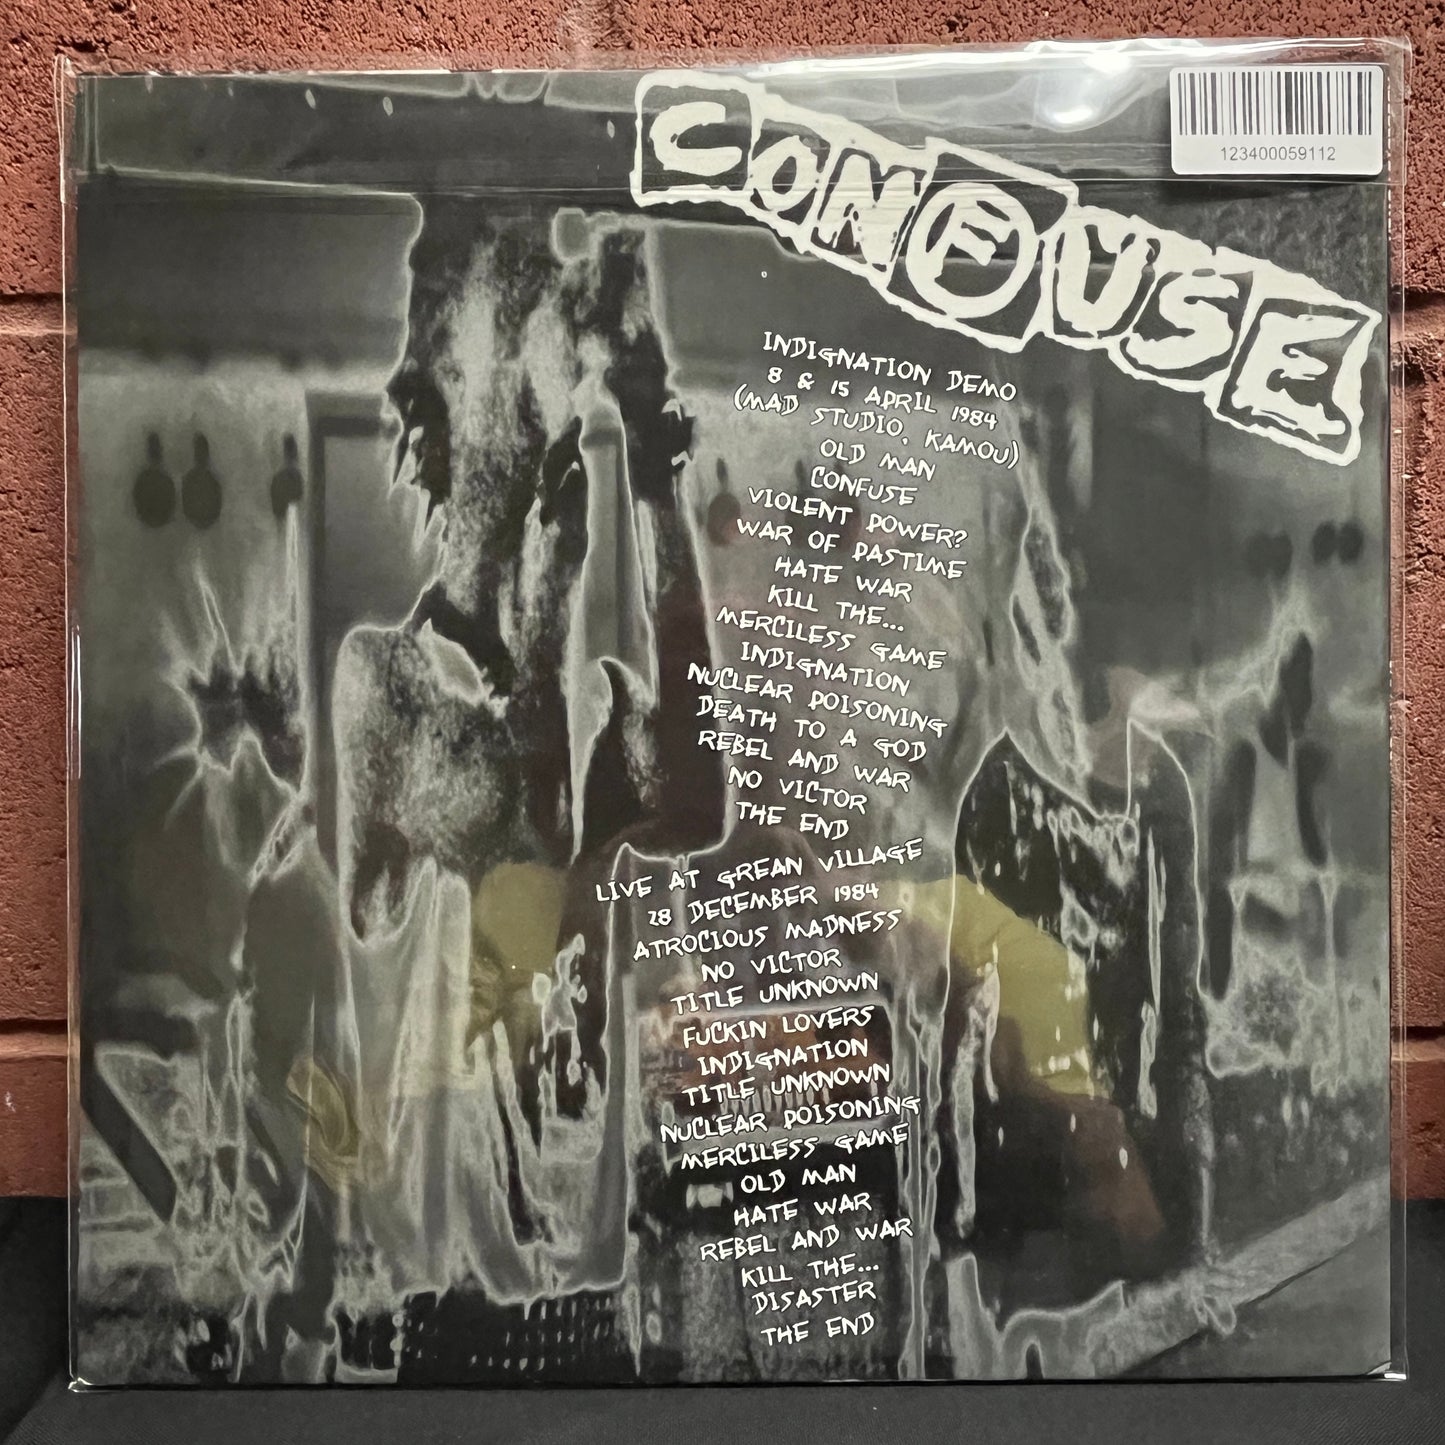 CONFUSE
123400059112
INDIGNATION DEMO
8 & 15 APRIL 1984
(MAD STUDIO, KAMOU)
OLD MAN
CONFUSE
VIOLENT POWER?
WAR OF PASTIME
HATE WAR
KILL THE...
MERCILESS GAME
INDIGNATION
NUCLEAR POISONING
DEATH TO A GOD
REBEL AND WAR
NO VICTOR
THE END
LIVE AT GREAN VILLAGE
28 DECEMBER 1984
ATROCIOUS MADNESS
NO VICTOR
TITLE UNKNOWN
FUCKIN LOVERS
INDIGNATION
TITLE UNKNOWN
NUCLEAR POISONING
MERCILESS GAME
OLD MAN
HATE WAR
REBEL AND WAR
KILL THE...
DISASTER
THE END